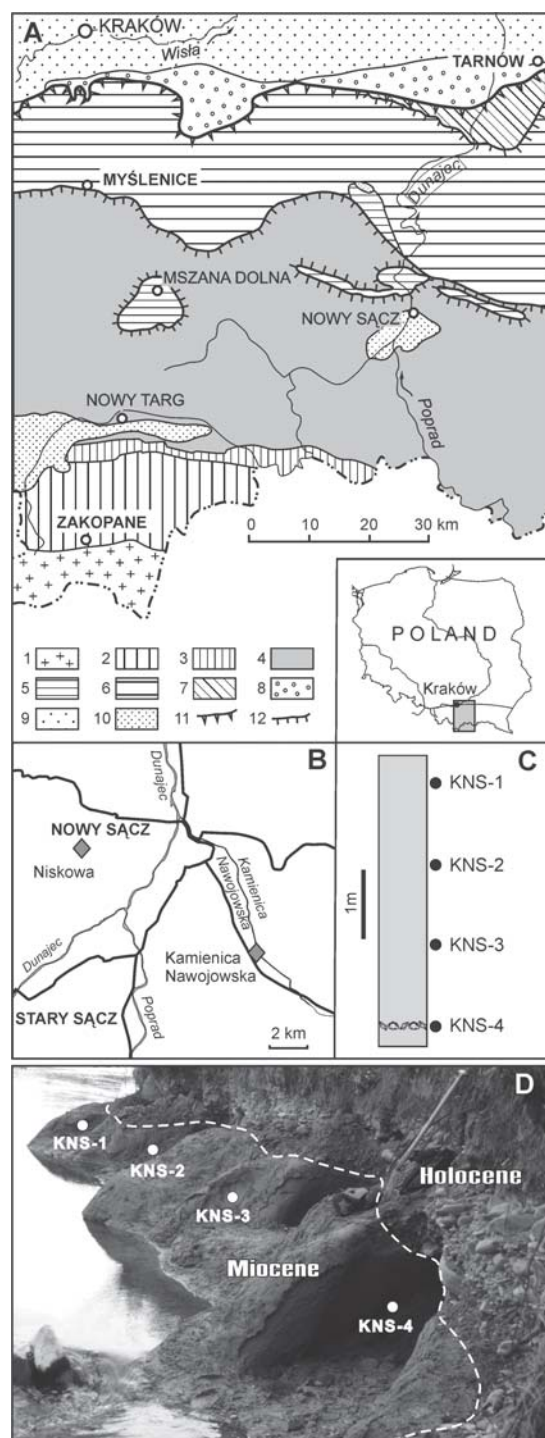 A
KRAKÓW
Wisła
TARNÓW
MYŚLENICE
Dunajec
MSZANA DOLNA
NOWY SĄCZ
NOWY TARG
Poprad
ZAKOPANE
0 10 20 30 km
1 2 3 4
5 6 7 8
9 10 11 12
POLAND
Kraków
B
Dunajec
NOWY SĄCZ
Niskowa
Kamienica
Nawojowska
Dunajec
Kamienica
Nawojowska
STARY SĄCZ
Poprad
2 km
C
KNS-1
KNS-2
1m
KNS-3
KNS-4
D
KNS-1
KNS-2
Holocene
KNS-3
Miocene
KNS-4